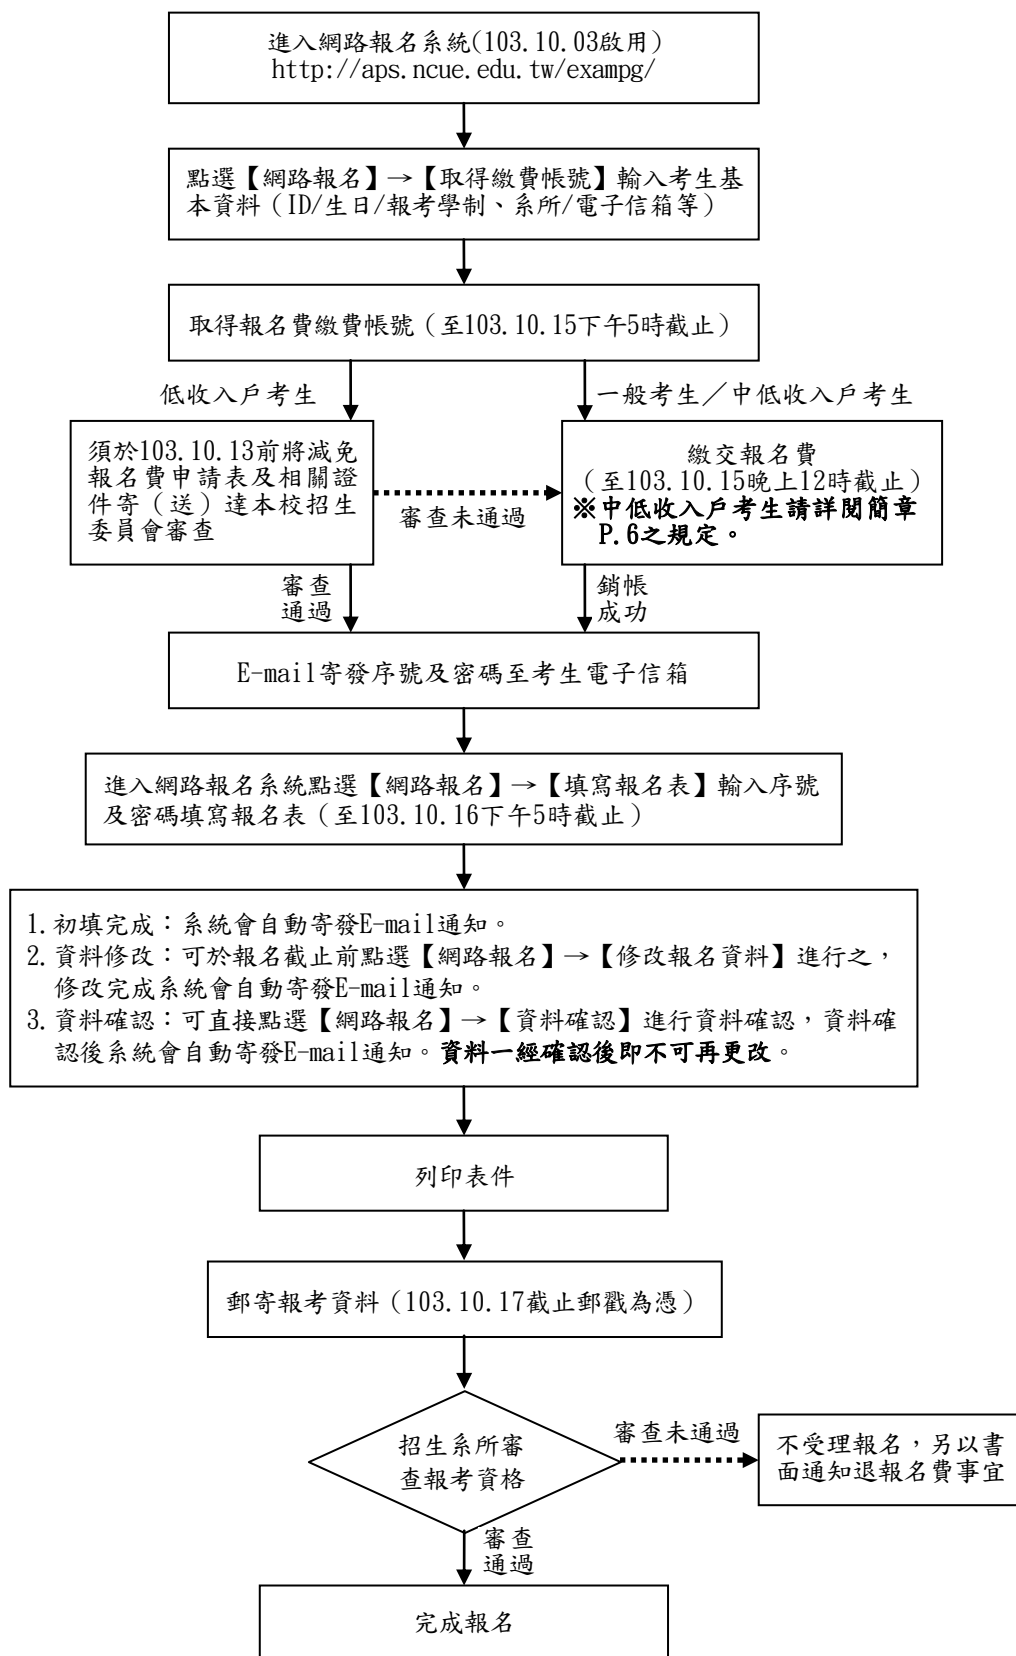 進入網路報名系統(103.10.03啟用)
http://aps.ncue.edu.tw/exampg/
點選【網路報名】→【取得繳費帳號】輸入考生基
本資料（ID/生日/報考學制、系所/電子信箱等）
取得報名費繳費帳號（至103.10.15下午5時截止）
低收入戶考生
一般考生／中低收入戶考生
須於103.10.13前將減免
報名費申請表及相關證
件寄（送）達本校招生
委員會審查
審查未通過
繳交報名費
（至103.10.15晚上12時截止）
※中低收入戶考生請詳閱簡章
P.6之規定。
審查
通過
銷帳
成功
E-mail寄發序號及密碼至考生電子信箱
進入網路報名系統點選【網路報名】→【填寫報名表】輸入序號
及密碼填寫報名表（至103.10.16下午5時截止）
1.初填完成：系統會自動寄發E-mail通知。
2.資料修改：可於報名截止前點選【網路報名】→【修改報名資料】進行之，
修改完成系統會自動寄發E-mail通知。
3.資料確認：可直接點選【網路報名】→【資料確認】進行資料確認，資料確
認後系統會自動寄發E-mail通知。資料一經確認後即不可再更改。
列印表件
郵寄報考資料（103.10.17截止郵戳為憑）
招生系所審
查報考資格
審查未通過
不受理報名，另以書
面通知退報名費事宜
審查
通過
完成報名